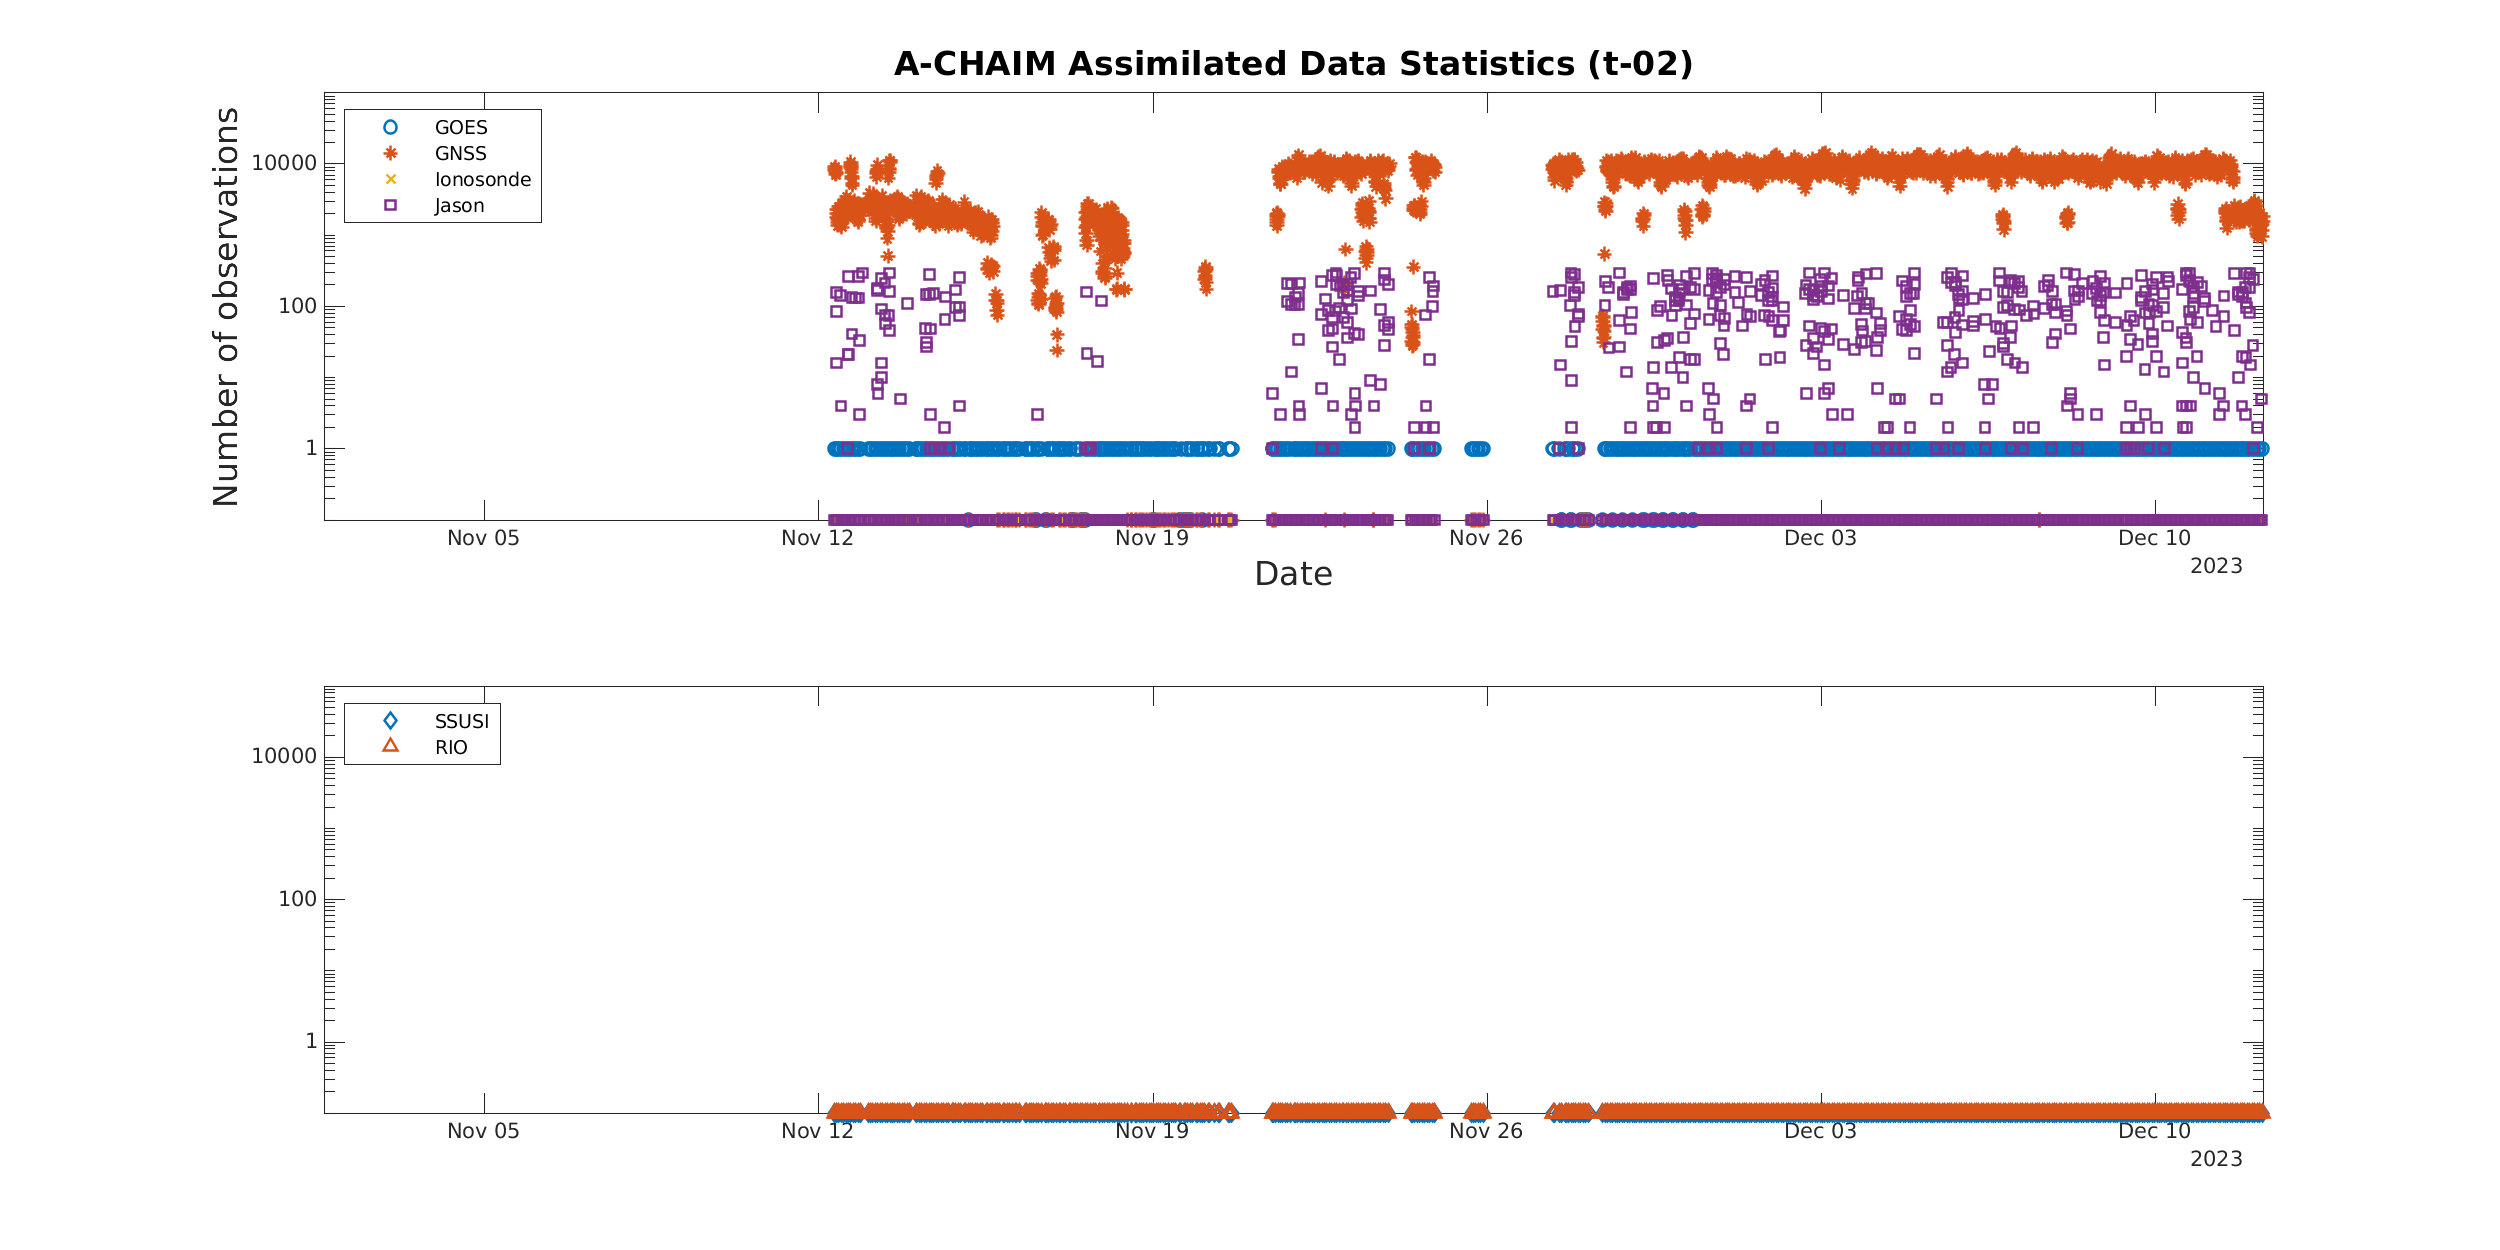 A-CHAIM Assimilated Data Statistics (t-02)
Number of observations
10000
100
1
GOES
GNSS
Ionosonde
Jason
Nov 05 Nov 12 Nov 19 Nov 26 Dec 03 Dec 10
2023
Date
10000
100
1
SSUSI
RIO
Nov 05 Nov 12 Nov 19 Nov 26 Dec 03 Dec 10
2023